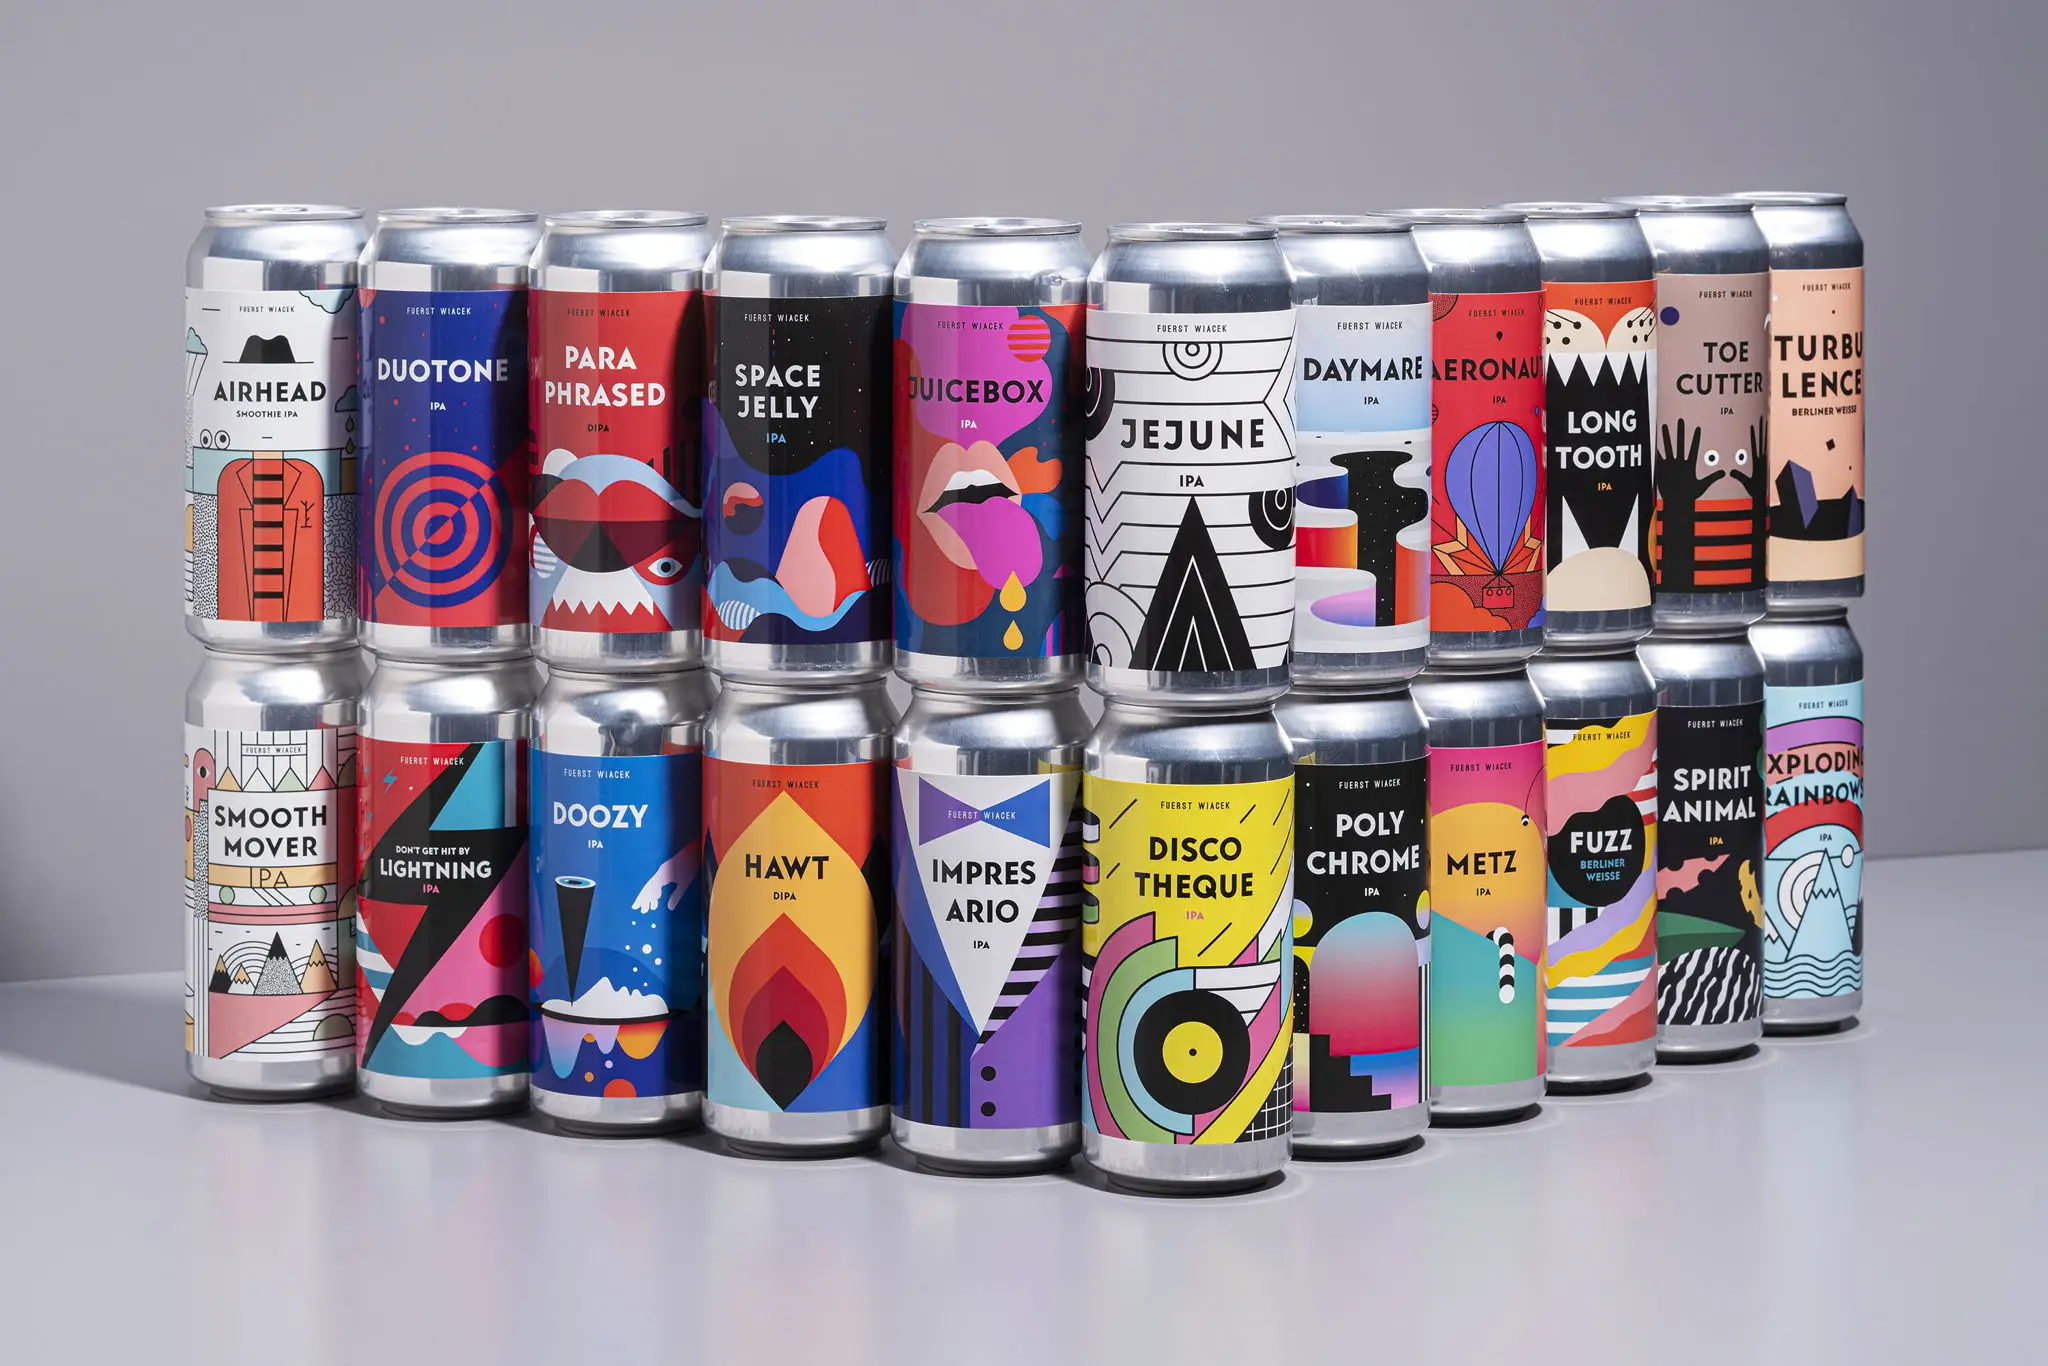 FUERST WIACEK
AIRHEAD
SMOOTHIE IPA
FUERST WIACEK
DUOTONE
IPA
FUERST WIACEK
PARA
PHRASED
DIPA
FUERST WIACEK
SPACE
JELLY
IPA
FUERST WIACEK
JUICEBOX
IPA
FUERST WIACEK
JEJUNE
IPA
FUERST WIACEK
DAYMARE
IPA
FUERST WIACEK
AERONAUT
IPA
FUERST WIACEK
LONG
TOOTH
IPA
FUERST WIACEK
TOE
CUTTER
IPA
FUERST WIACEK
TURBU
LENCE
BERLINER WEISSE
FUERST WIACEK
SMOOTH
MOVER
IPA
FUERST WIACEK
DON'T GET HIT BY
LIGHTNING
IPA
FUERST WIACEK
DOOZY
IPA
FUERST WIACEK
HAWT
DIPA
FUERST WIACEK
IMPRES
ARIO
IPA
FUERST WIACEK
DISCO
THEQUE
IPA
FUERST WIACEK
POLY
CHROME
IPA
FUERST WIACEK
METZ
IPA
FUERST WIACEK
FUZZ
BERLINER
WEISSE
FUERST WIACEK
SPIRIT
ANIMAL
IPA
FUERST WIACEK
EXPLODING
RAINBOWS
IPA